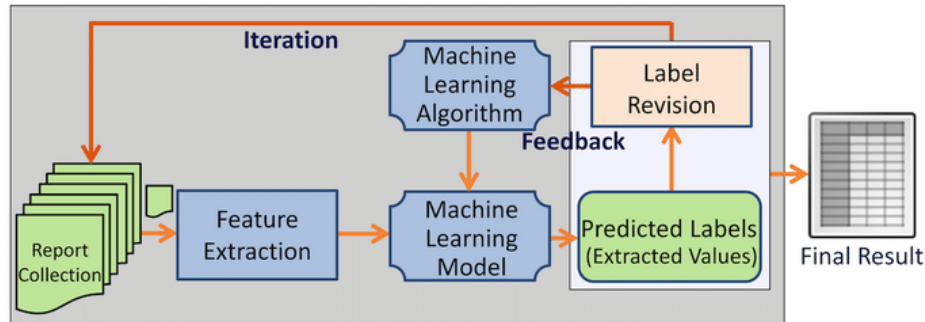 Iteration
Machine
Learning
Algorithm
Label
Revision
Feedback
Report
Collection
Feature
Extraction
Machine
Learning
Model
Predicted Labels
(Extracted Values)
Final Result